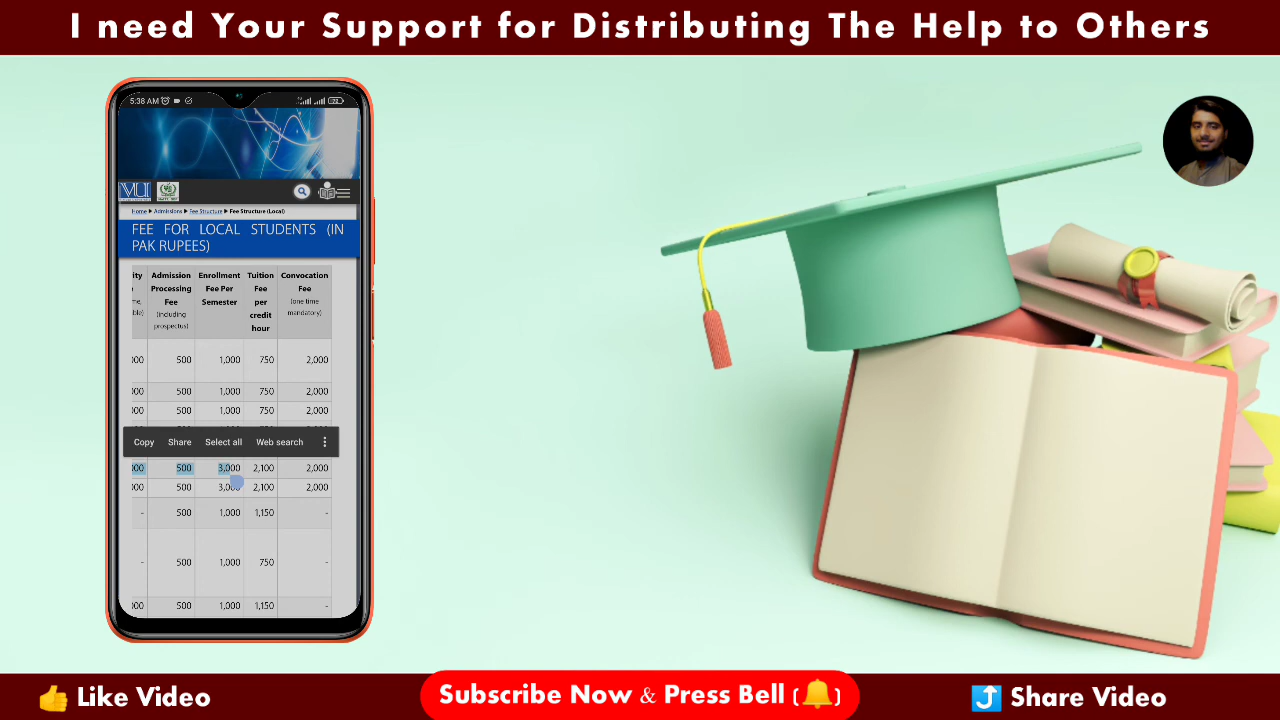 I need Your Support for Distributing The Help to Others
5:38 AM
VU
Home ▶ Admissions ▶ Fee Structure ▶ Fee Structure (Local)
FEE FOR LOCAL STUDENTS (IN
PAK RUPEES)
Admission Enrollment Tuition Convocation
Processing Fee Per Fee Fee
Fee Semester per (one time
(including credit mandatory)
prospectus) hour
500 1,000 750 2,000
500 1,000 750 2,000
500 1,000 750 2,000
Copy Share Select all Web search
500 3,000 2,100 2,000
500 3,000 2,100 2,000
- 500 1,000 1,150 -
- 500 1,000 750 -
500 1,000 1,150 -
Like Video
Subscribe Now & Press Bell ( )
Share Video